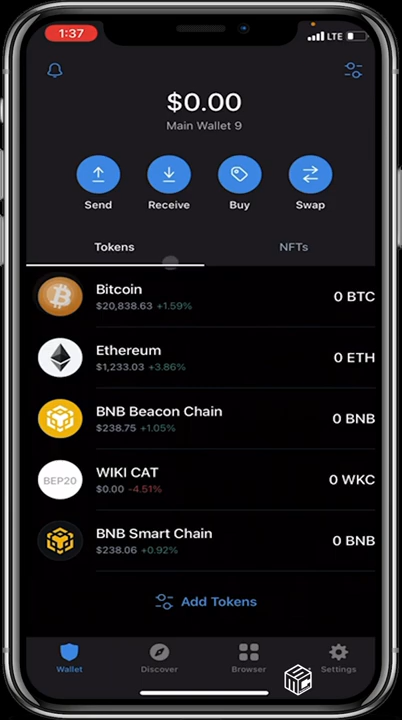 1:37
LTE
$0.00
Main Wallet 9
Send Receive Buy Swap
Tokens NFTs
Bitcoin
$20,838.63 +1.59%
0 BTC
Ethereum
$1,233.03 +3.86%
0 ETH
BNB Beacon Chain
$238.75 +1.05%
0 BNB
BEP20
WIKI CAT
$0.00 -4.51%
0 WKC
BNB Smart Chain
$238.06 +0.92%
0 BNB
Add Tokens
Wallet Discover Browser Settings